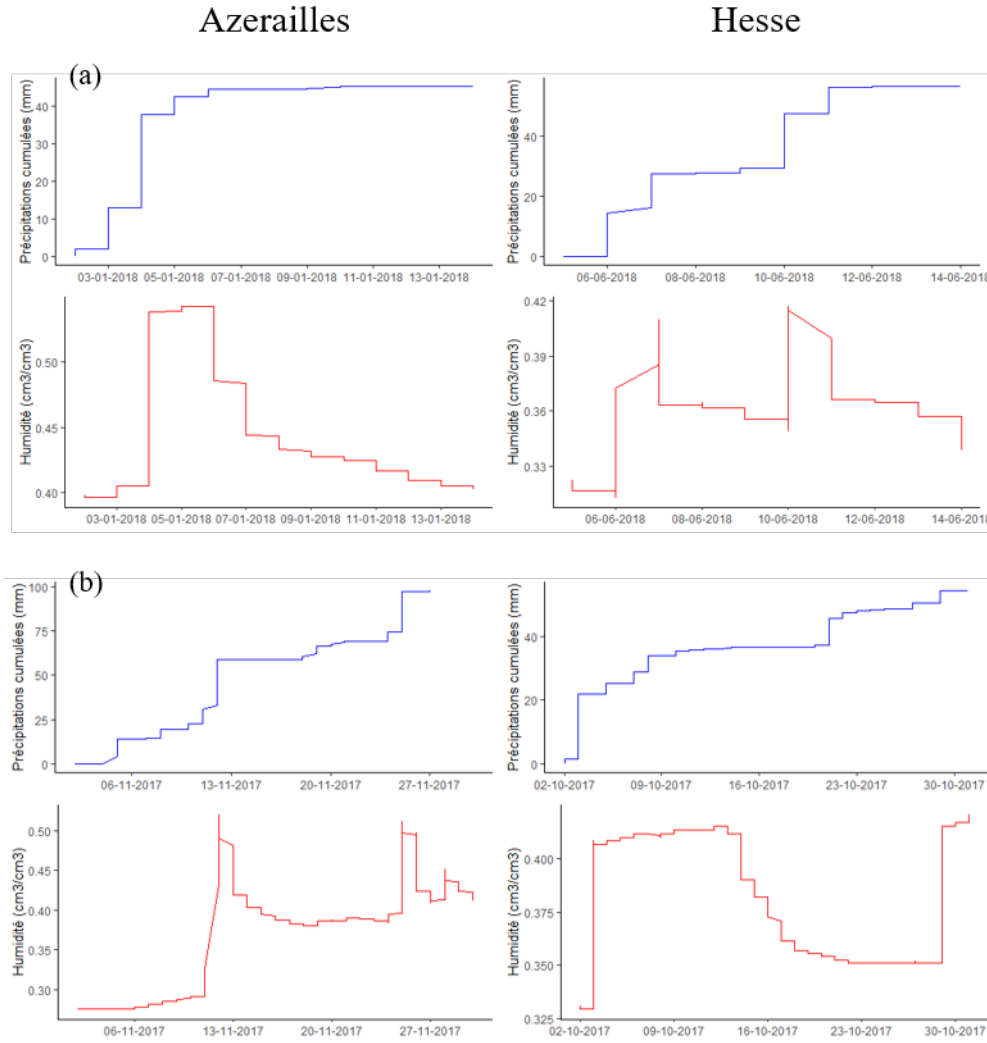 Azerailles Hesse
(a)
Précipitations cumulées (mm)
40
30
20
10
0
03-01-2018 05-01-2018 07-01-2018 09-01-2018 11-01-2018 13-01-2018
Précipitations cumulées (mm)
40
20
0
06-06-2018 08-06-2018 10-06-2018 12-06-2018 14-06-2018
Humidité (cm3/cm3)
0.50
0.45
0.40
03-01-2018 05-01-2018 07-01-2018 09-01-2018 11-01-2018 13-01-2018
Humidité (cm3/cm3)
0.42
0.39
0.36
0.33
06-06-2018 08-06-2018 10-06-2018 12-06-2018 14-06-2018
(b)
Précipitations cumulées (mm)
100
75
50
25
0
06-11-2017 13-11-2017 20-11-2017 27-11-2017
Précipitations cumulées (mm)
40
20
0
02-10-2017 09-10-2017 16-10-2017 23-10-2017 30-10-2017
Humidité (cm3/cm3)
0.50
0.45
0.40
0.35
0.30
06-11-2017 13-11-2017 20-11-2017 27-11-2017
Humidité (cm3/cm3)
0.400
0.375
0.350
0.325
02-10-2017 09-10-2017 16-10-2017 23-10-2017 30-10-2017